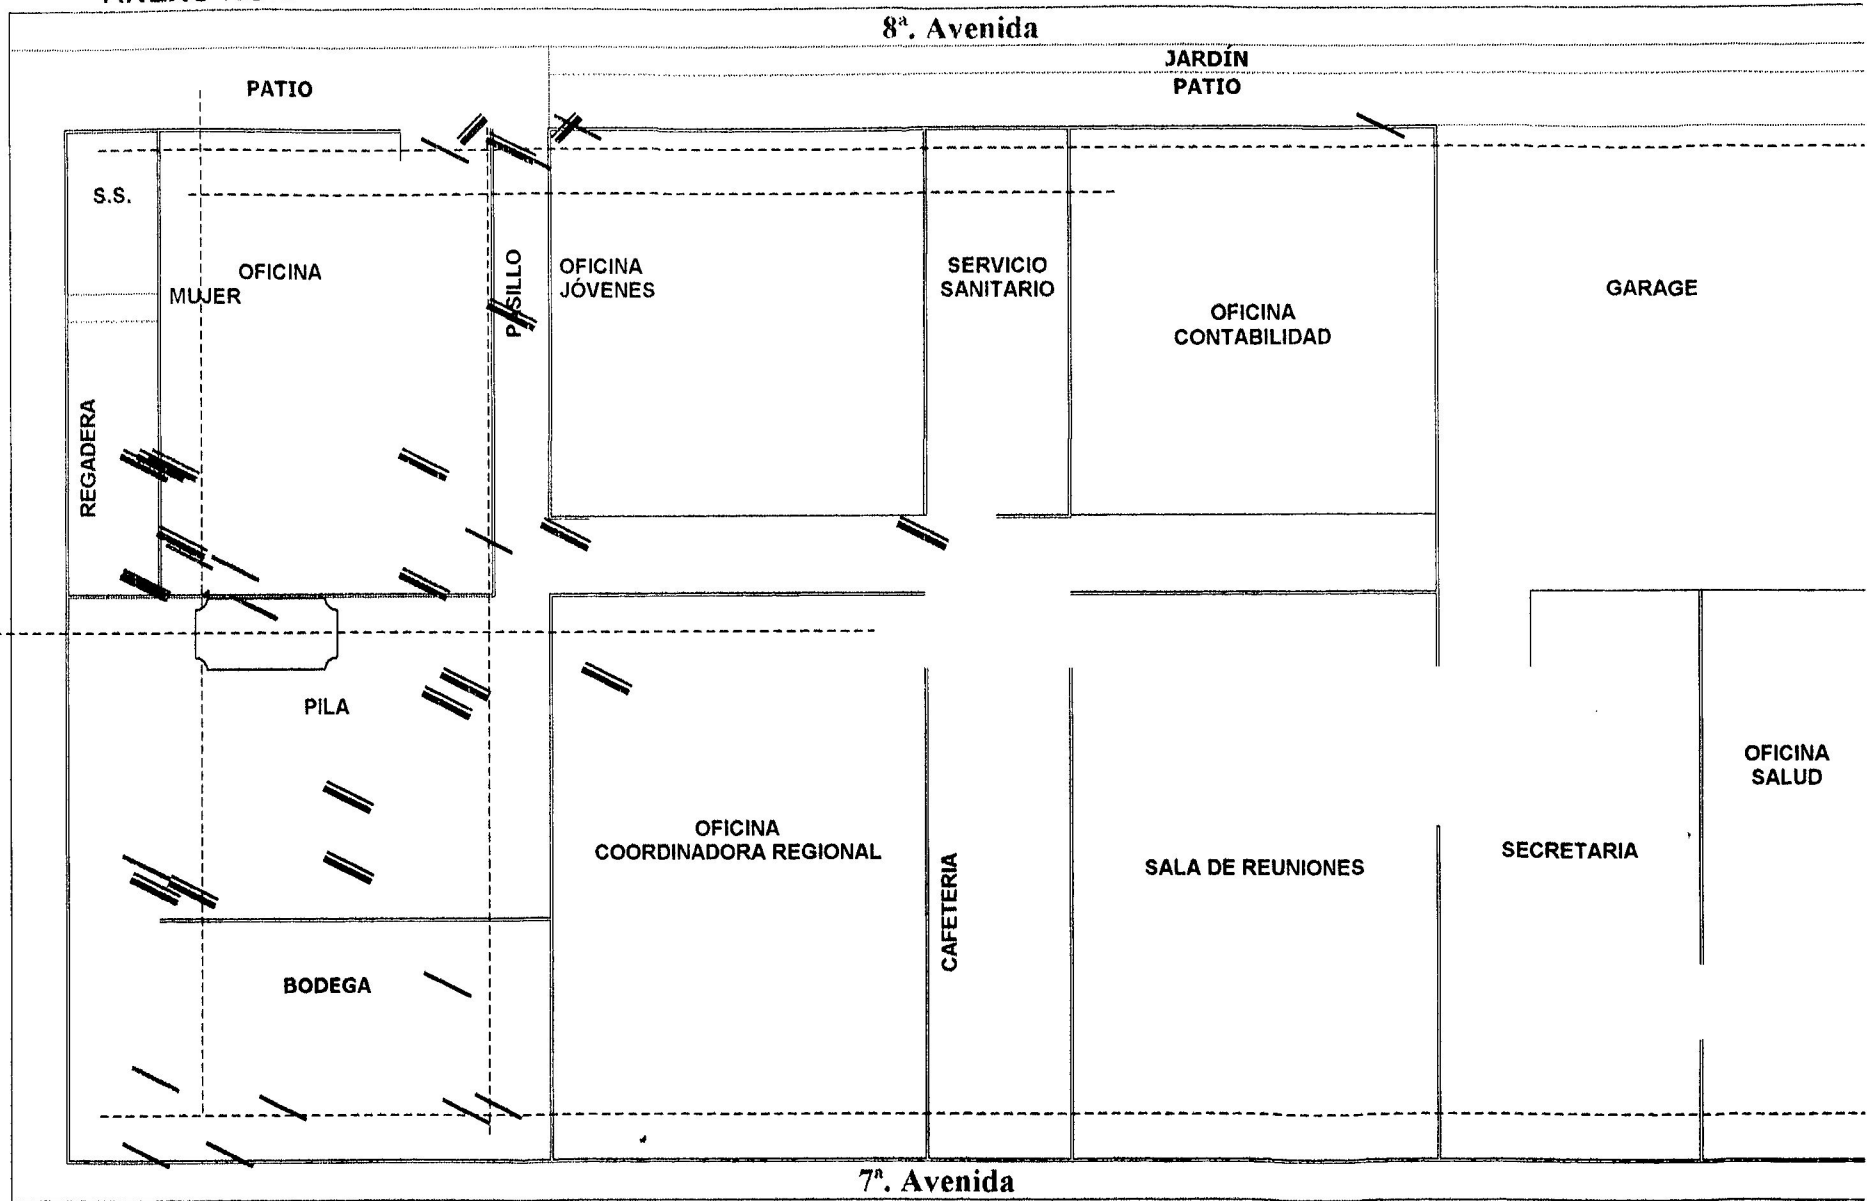 8ª. Avenida
JARDÍN
PATIO
PATIO
S.S.
OFICINA
MUJER
PASILLO
OFICINA
JÓVENES
SERVICIO
SANITARIO
OFICINA
CONTABILIDAD
GARAGE
REGADERA
PILA
OFICINA
COORDINADORA REGIONAL
CAFETERIA
SALA DE REUNIONES
SECRETARIA
OFICINA
SALUD
BODEGA
7ª. Avenida